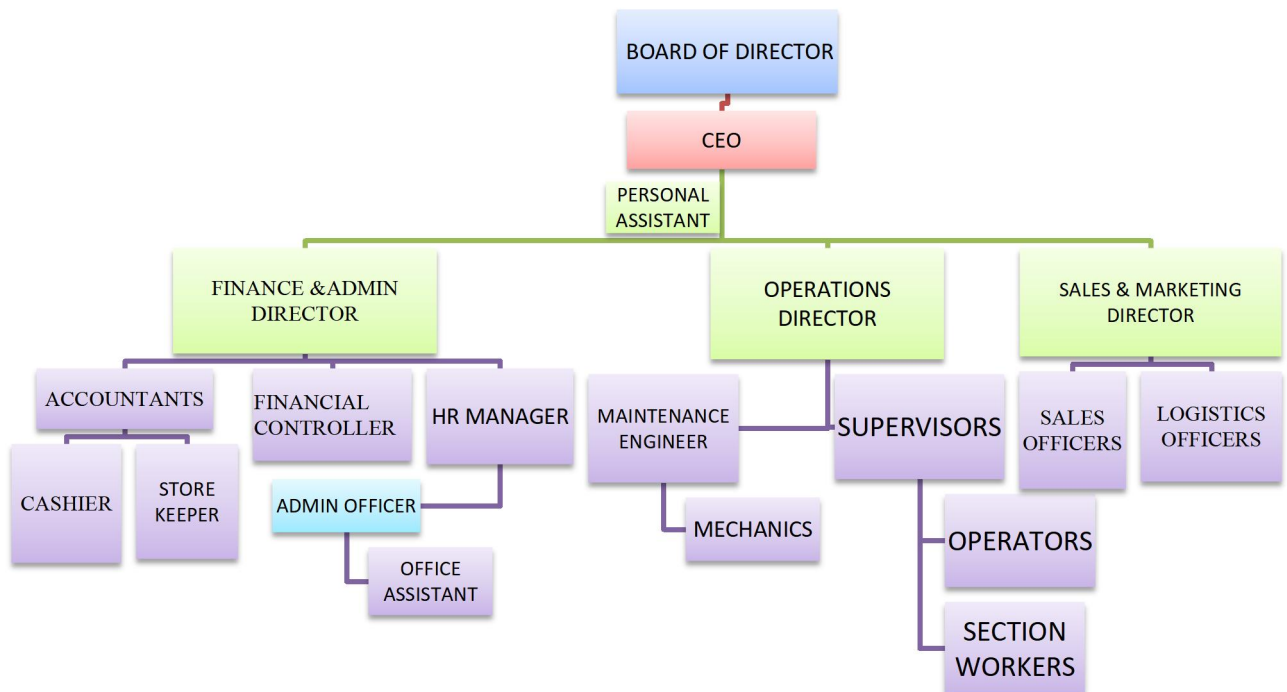 BOARD OF DIRECTOR
CEO
PERSONAL
ASSISTANT
FINANCE &ADMIN
DIRECTOR
OPERATIONS
DIRECTOR
SALES & MARKETING
DIRECTOR
ACCOUNTANTS
FINANCIAL
CONTROLLER
HR MANAGER
MAINTENANCE
ENGINEER
SUPERVISORS
SALES
OFFICERS
LOGISTICS
OFFICERS
CASHIER
STORE
KEEPER
ADMIN OFFICER
OFFICE
ASSISTANT
MECHANICS
OPERATORS
SECTION
WORKERS